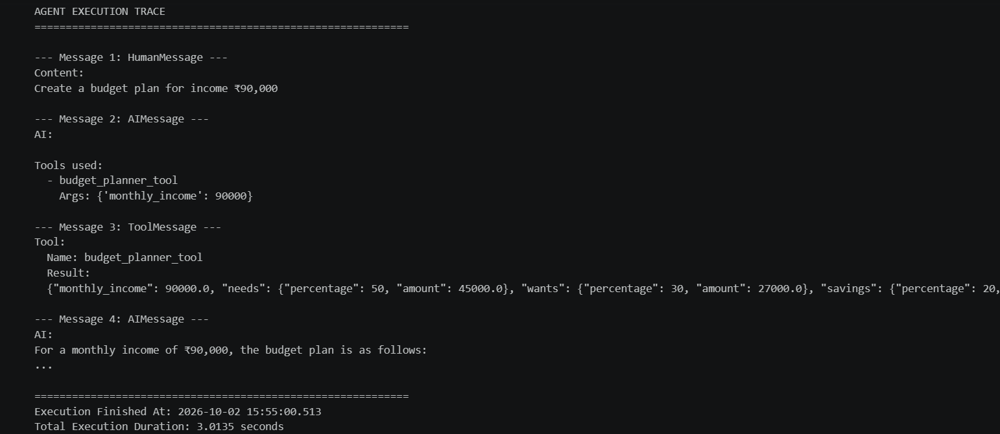 AGENT EXECUTION TRACE
============================================================
--- Message 1: HumanMessage ---
Content:
Create a budget plan for income ₹90,000
--- Message 2: AIMessage ---
AI:
Tools used:
- budget_planner_tool
Args: {'monthly_income': 90000}
--- Message 3: ToolMessage ---
Tool:
Name: budget_planner_tool
Result:
{"monthly_income": 90000.0, "needs": {"percentage": 50, "amount": 45000.0}, "wants": {"percentage": 30, "amount": 27000.0}, "savings": {"percentage": 20,
--- Message 4: AIMessage ---
AI:
For a monthly income of ₹90,000, the budget plan is as follows:
...
============================================================
Execution Finished At: 2026-10-02 15:55:00.513
Total Execution Duration: 3.0135 seconds